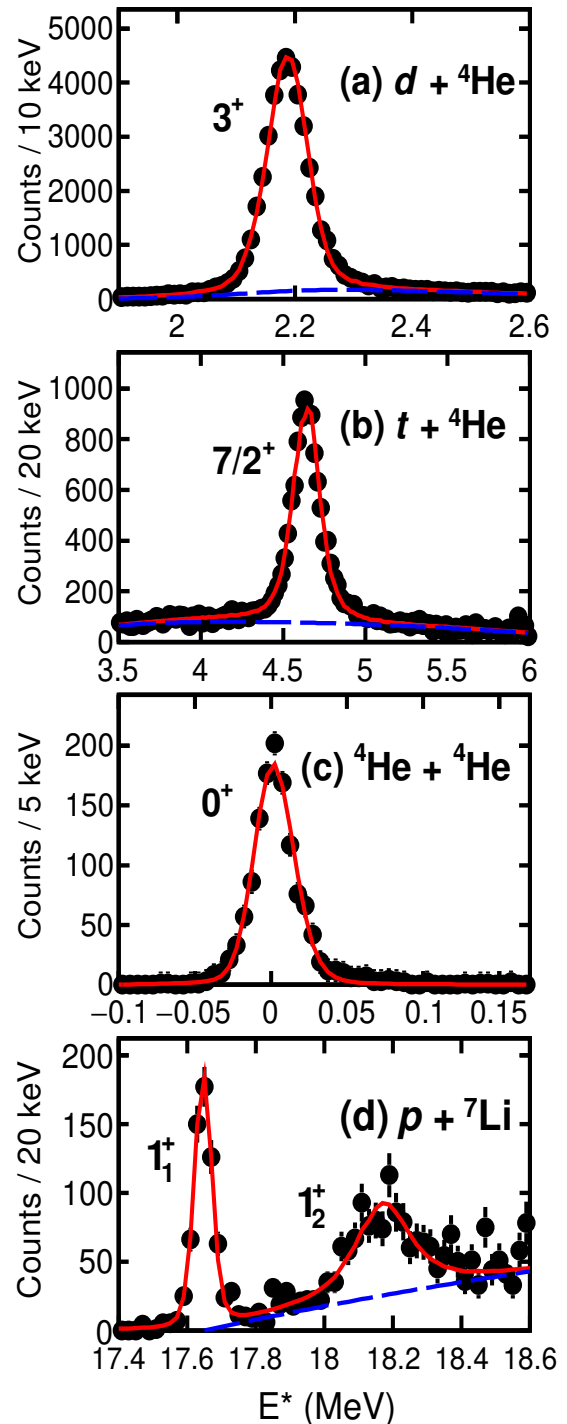 5000
4000
3000
2000
1000
0
Counts / 10 keV
3⁺
(a) d + ⁴He
2 2.2 2.4 2.6
1000
800
600
400
200
0
Counts / 20 keV
7/2⁺
(b) t + ⁴He
3.5 4 4.5 5 5.5 6
200
150
100
50
0
Counts / 5 keV
0⁺
(c) ⁴He + ⁴He
−0.1 −0.05 0 0.05 0.1 0.15
200
150
100
50
0
Counts / 20 keV
1₁⁺
1₂⁺
(d) p + ⁷Li
17.4 17.6 17.8 18 18.2 18.4 18.6
E* (MeV)